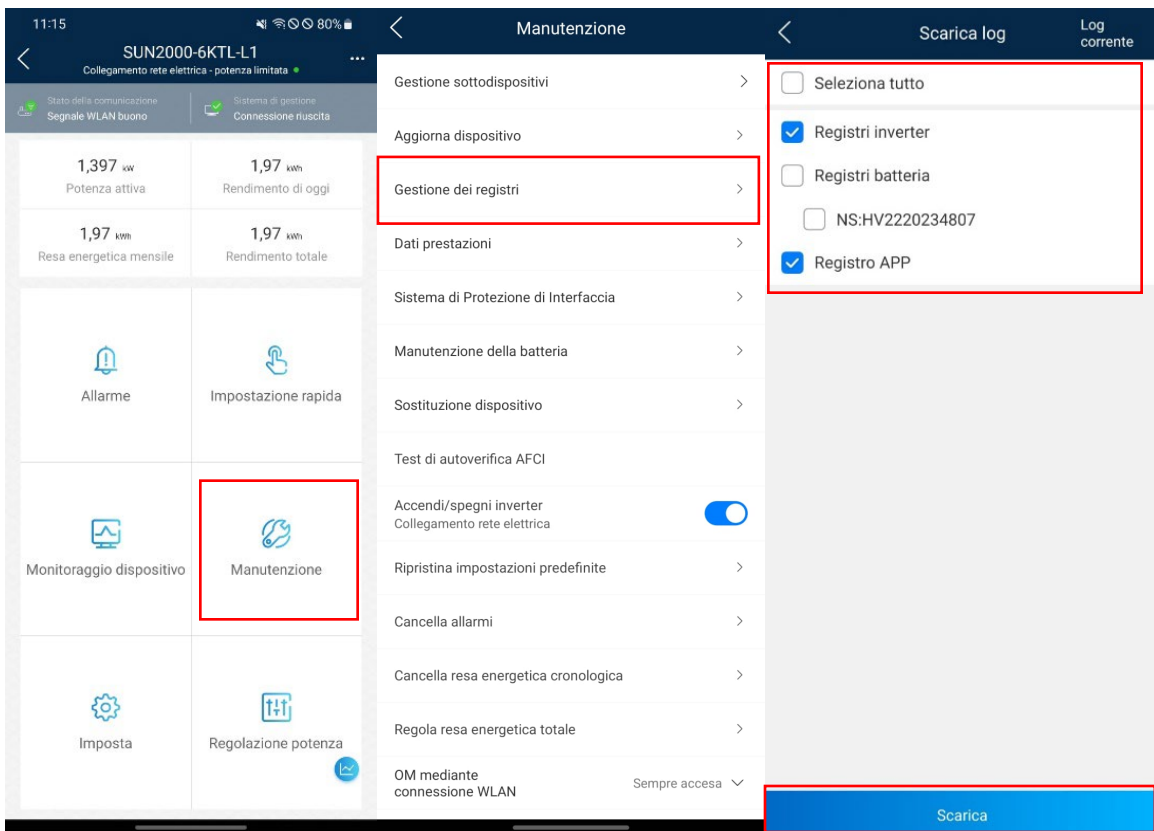 11:15
80%
SUN2000-6KTL-L1
...
Collegamento rete elettrica - potenza limitata
Stato della comunicazione
Segnale WLAN buono
Sistema di gestione
Connessione riuscita
1,397 kW
Potenza attiva
1,97 kWh
Rendimento di oggi
1,97 kWh
Resa energetica mensile
1,97 kWh
Rendimento totale
Allarme
Impostazione rapida
Monitoraggio dispositivo
Manutenzione
Imposta
Regolazione potenza
Manutenzione
Gestione sottodispositivi
Aggiorna dispositivo
Gestione dei registri
Dati prestazioni
Sistema di Protezione di Interfaccia
Manutenzione della batteria
Sostituzione dispositivo
Test di autoverifica AFCI
Accendi/spegni inverter
Collegamento rete elettrica
Ripristina impostazioni predefinite
Cancella allarmi
Cancella resa energetica cronologica
Regola resa energetica totale
OM mediante
connessione WLAN
Sempre accesa
Scarica log
Log
corrente
Seleziona tutto
Registri inverter
Registri batteria
NS:HV2220234807
Registro APP
Scarica